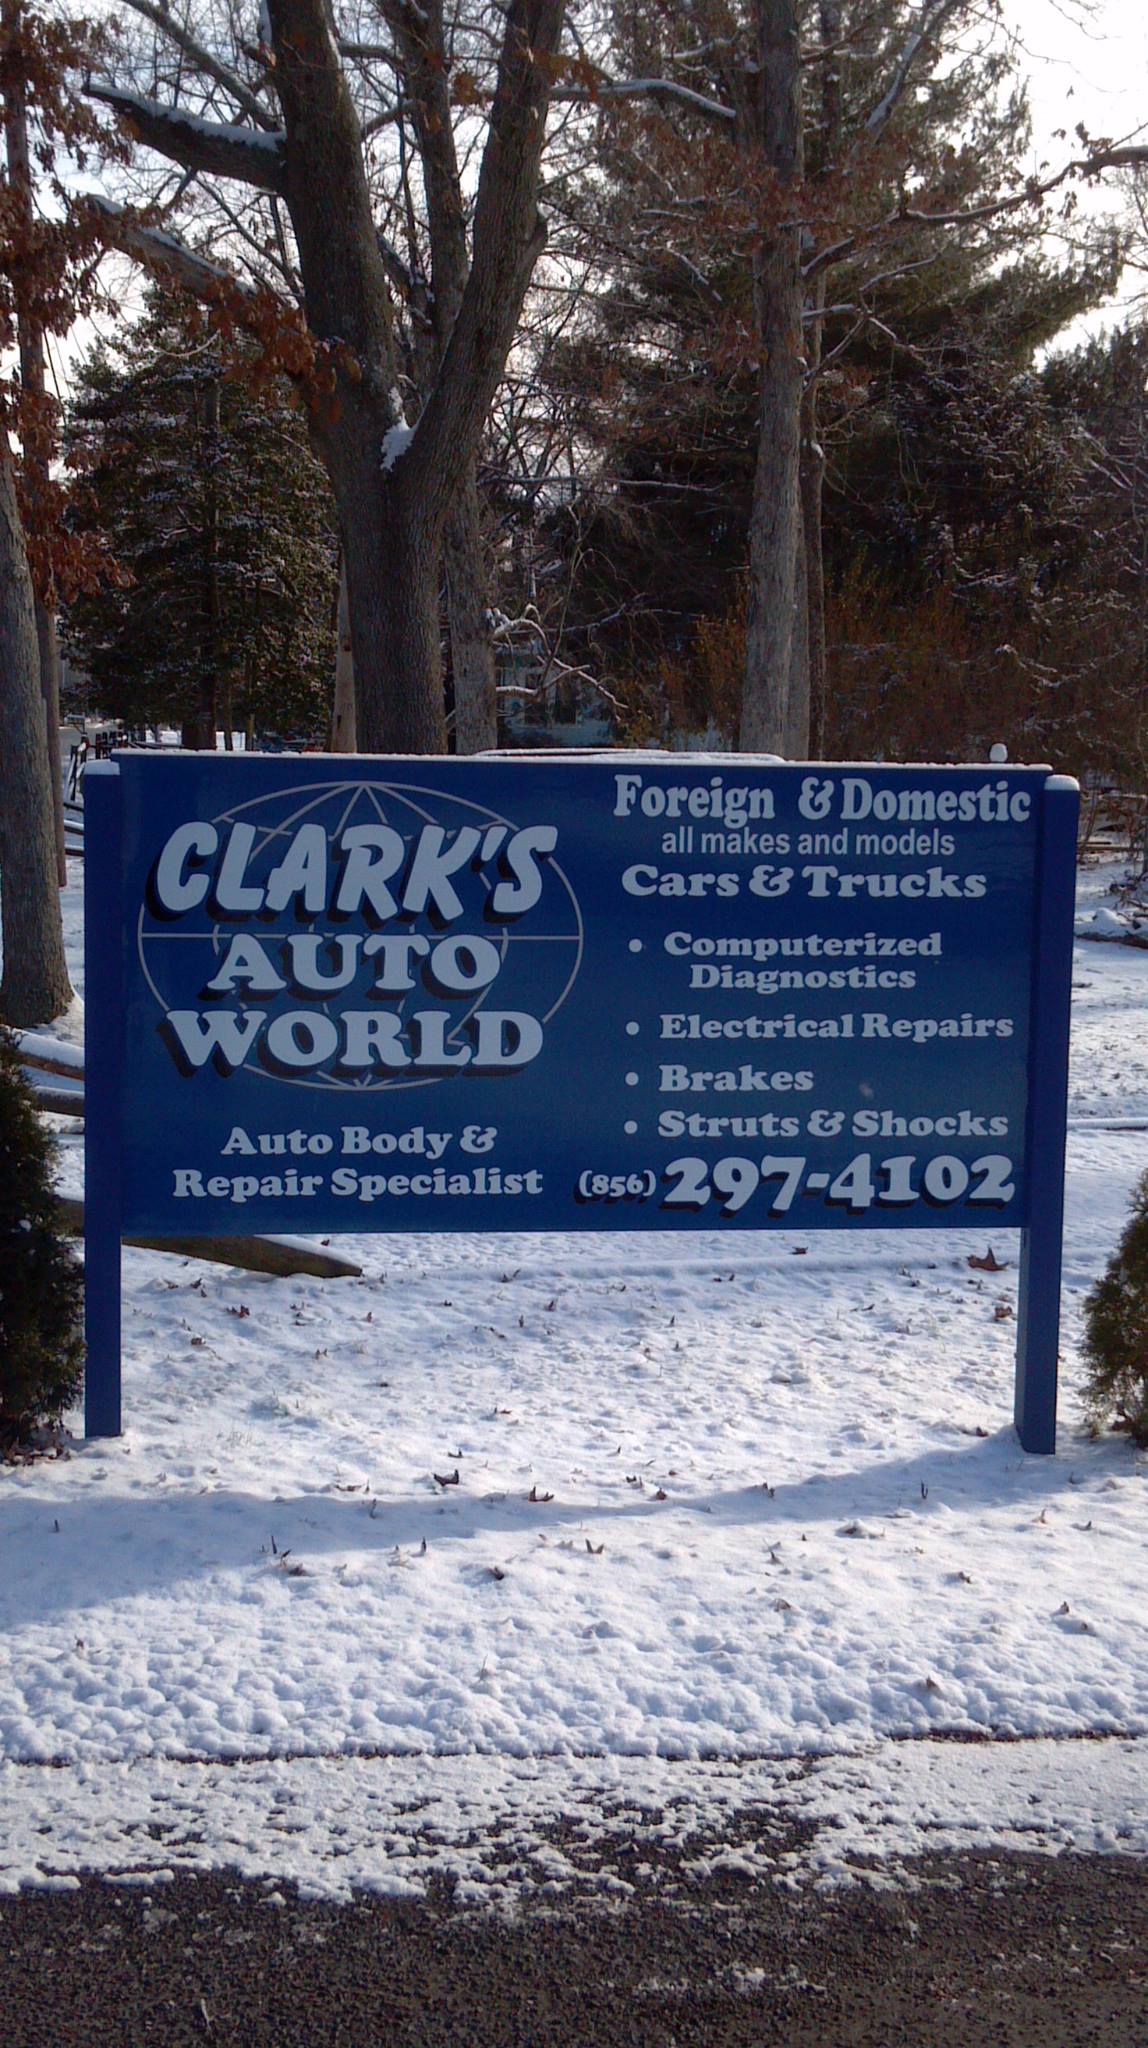 CLARK'S
AUTO
WORLD
Auto Body &
Repair Specialist
Foreign & Domestic
all makes and models
Cars & Trucks
• Computerized
Diagnostics
• Electrical Repairs
• Brakes
• Struts & Shocks
(856) 297-4102